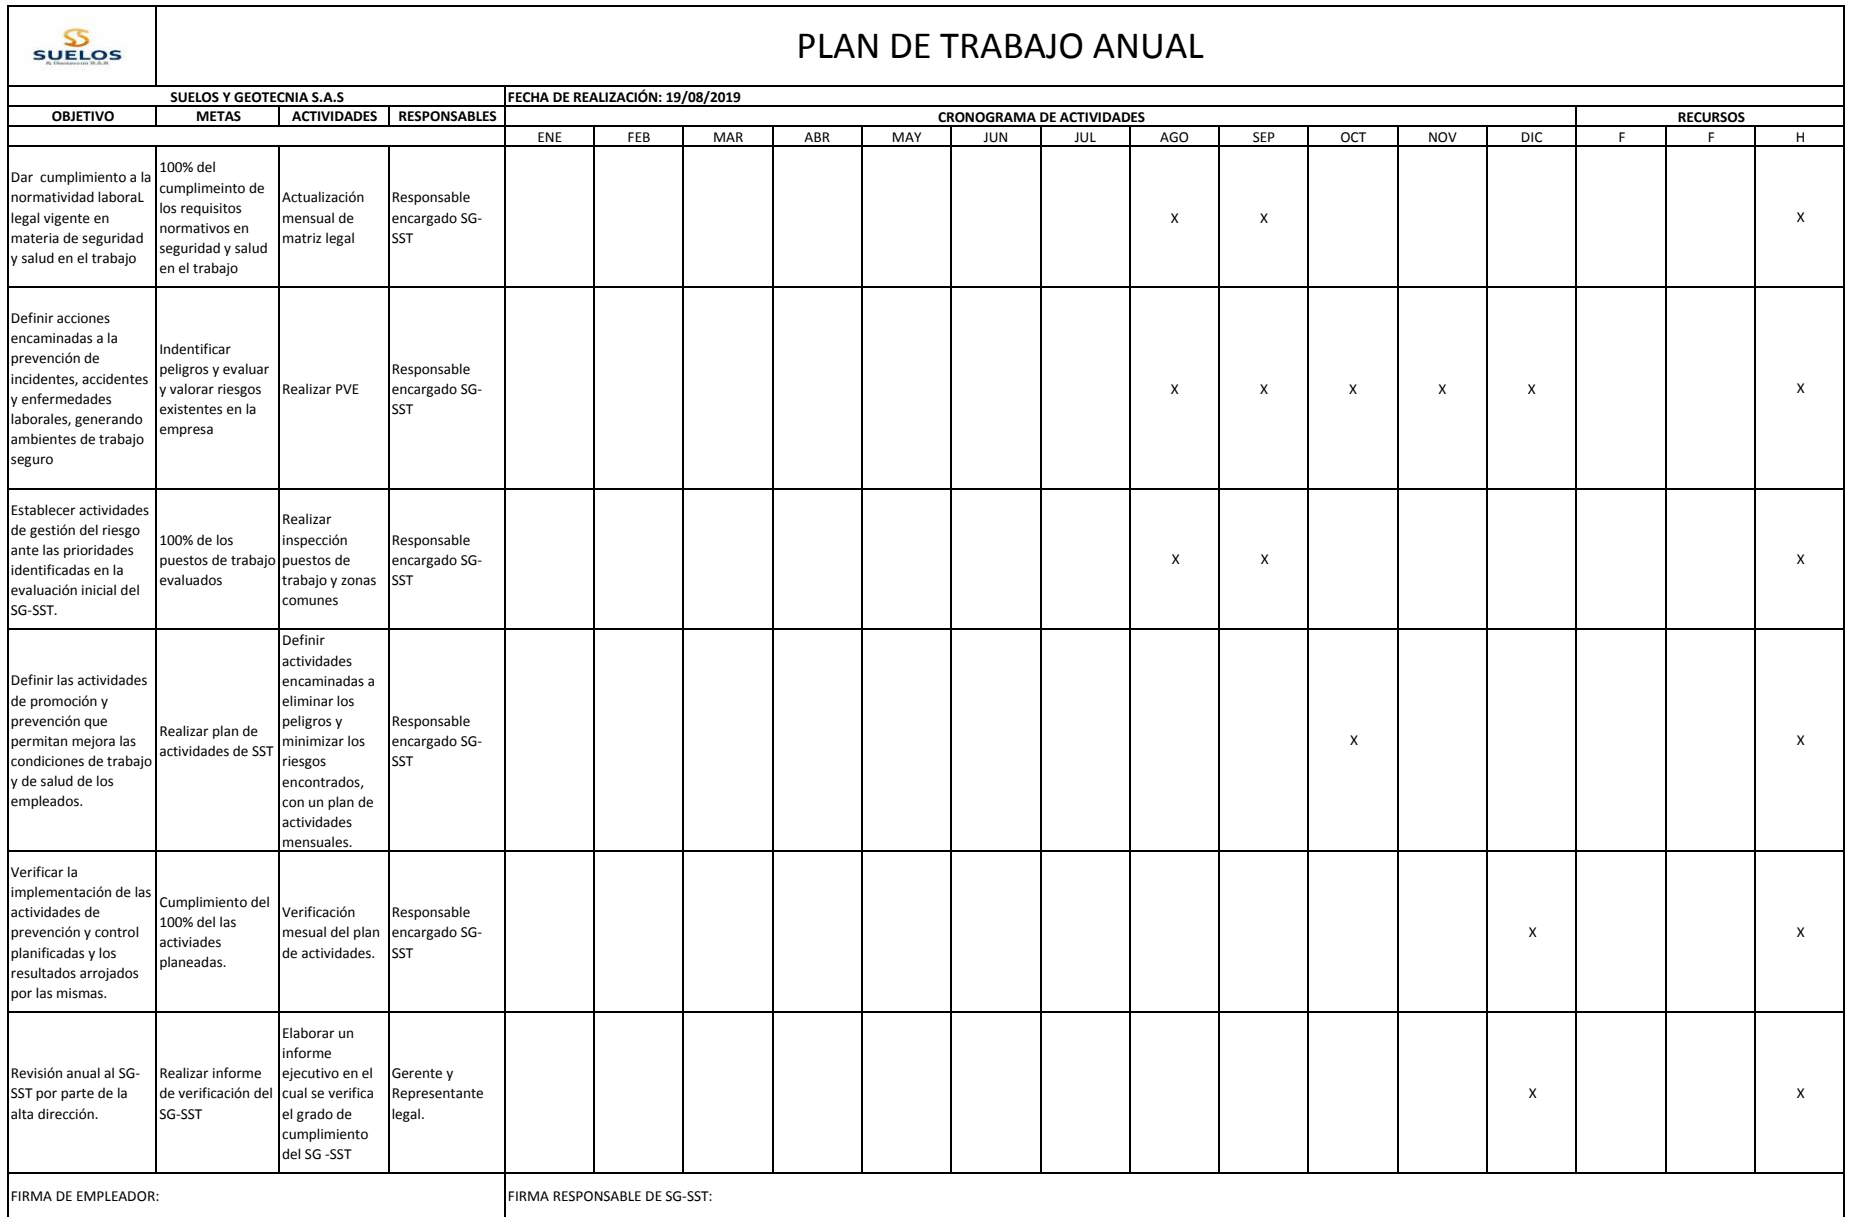 SUELOS
& Geotecnia S.A.S
PLAN DE TRABAJO ANUAL
SUELOS Y GEOTECNIA S.A.S
FECHA DE REALIZACIÓN: 19/08/2019
OBJETIVO METAS ACTIVIDADES RESPONSABLES CRONOGRAMA DE ACTIVIDADES RECURSOS
ENE FEB MAR ABR MAY JUN JUL AGO SEP OCT NOV DIC F F H
Dar cumplimiento a la
normatividad laboraL
legal vigente en
materia de seguridad
y salud en el trabajo
100% del
cumplimeinto de
los requisitos
normativos en
seguridad y salud
en el trabajo
Actualización
mensual de
matriz legal
Responsable
encargado SG-
SST
X X X
Definir acciones
encaminadas a la
prevención de
incidentes, accidentes
y enfermedades
laborales, generando
ambientes de trabajo
seguro
Indentificar
peligros y evaluar
y valorar riesgos
existentes en la
empresa
Realizar PVE
Responsable
encargado SG-
SST
X X X X X X
Establecer actividades
de gestión del riesgo
ante las prioridades
identificadas en la
evaluación inicial del
SG-SST.
100% de los
puestos de trabajo
evaluados
Realizar
inspección
puestos de
trabajo y zonas
comunes
Responsable
encargado SG-
SST
X X X
Definir las actividades
de promoción y
prevención que
permitan mejora las
condiciones de trabajo
y de salud de los
empleados.
Realizar plan de
actividades de SST
Definir
actividades
encaminadas a
eliminar los
peligros y
minimizar los
riesgos
encontrados,
con un plan de
actividades
mensuales.
Responsable
encargado SG-
SST
X X
Verificar la
implementación de las
actividades de
prevención y control
planificadas y los
resultados arrojados
por las mismas.
Cumplimiento del
100% del las
activiades
planeadas.
Verificación
mesual del plan
de actividades.
Responsable
encargado SG-
SST
X X
Revisión anual al SG-
SST por parte de la
alta dirección.
Realizar informe
de verificación del
SG-SST
Elaborar un
informe
ejecutivo en el
cual se verifica
el grado de
cumplimiento
del SG -SST
Gerente y
Representante
legal.
X X
FIRMA DE EMPLEADOR:
FIRMA RESPONSABLE DE SG-SST: